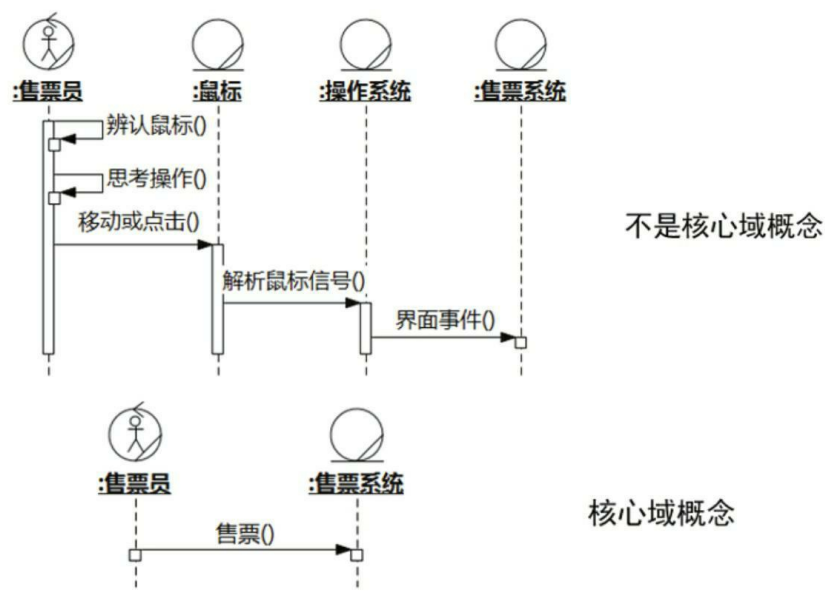 :售票员 :鼠标 :操作系统 :售票系统
辨认鼠标()
思考操作()
移动或点击()
不是核心域概念
解析鼠标信号()
界面事件()
:售票员 :售票系统
核心域概念
售票()